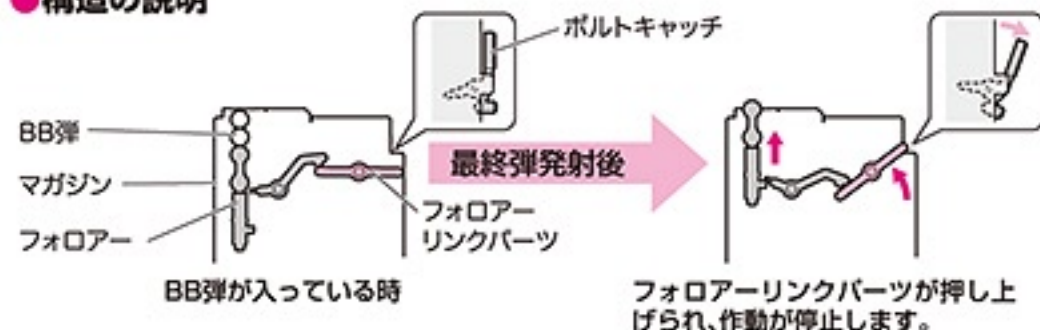 ●構造の説明
ボルトキャッチ
BB弾
マガジン
フォロアー
最終弾発射後
フォロアー
リンクパーツ
BB弾が入っている時
フォロアーリンクパーツが押し上
げられ、作動が停止します。